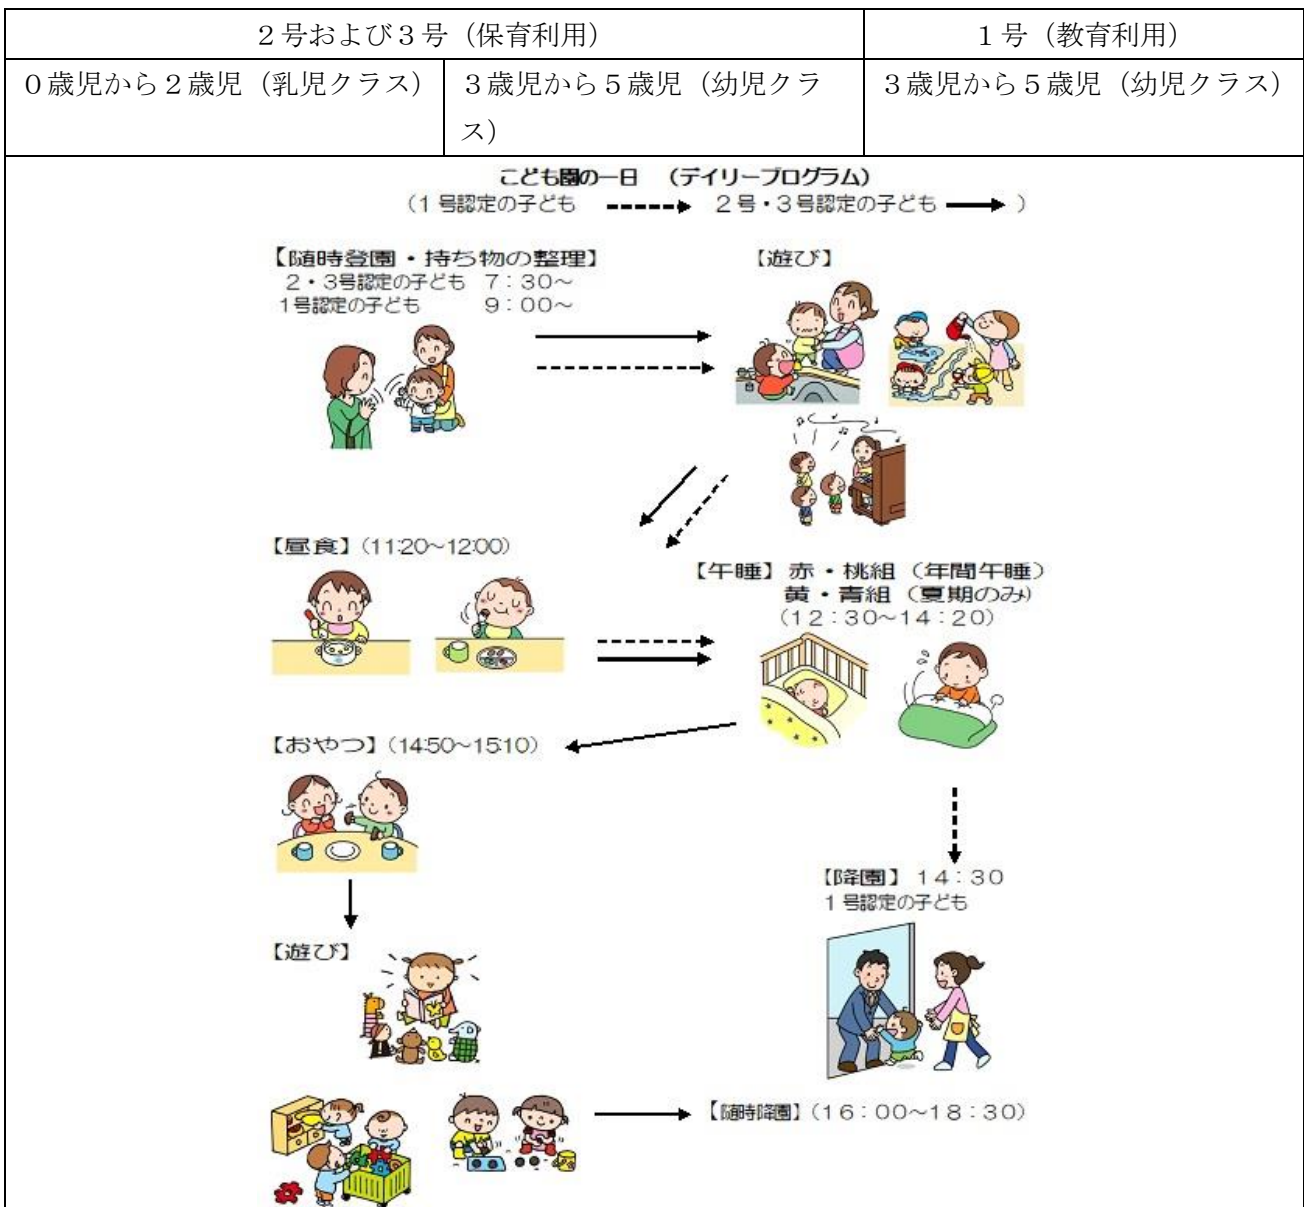 ２号および３号（保育利用）
１号（教育利用）
０歳児から２歳児（乳児クラス）
３歳児から５歳児（幼児クラ
ス）
３歳児から５歳児（幼児クラス）
こども園の一日　（デイリープログラム）
（１号認定の子ども　２号・３号認定の子ども　）
【随時登園・持ち物の整理】
２・３号認定の子ども　７：３０～
１号認定の子ども　９：００～
【遊び】
【昼食】（11:20～12:00）
【午睡】赤・桃組（年間午睡）
黄・青組（夏期のみ）
（１２：３０～１４：２０）
【おやつ】（14:50～15:10）
【降園】１４：３０
１号認定の子ども
【遊び】
【随時降園】（１６：００～１８：３０）